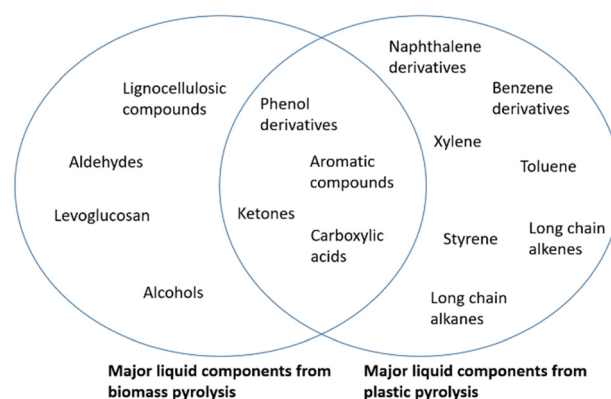 Lignocellulosic
compounds
Aldehydes
Levoglucosan
Alcohols
Phenol
derivatives
Aromatic
compounds
Ketones
Carboxylic
acids
Naphthalene
derivatives
Benzene
derivatives
Xylene
Toluene
Styrene
Long chain
alkenes
Long chain
alkanes
Major liquid components from
biomass pyrolysis
Major liquid components from
plastic pyrolysis